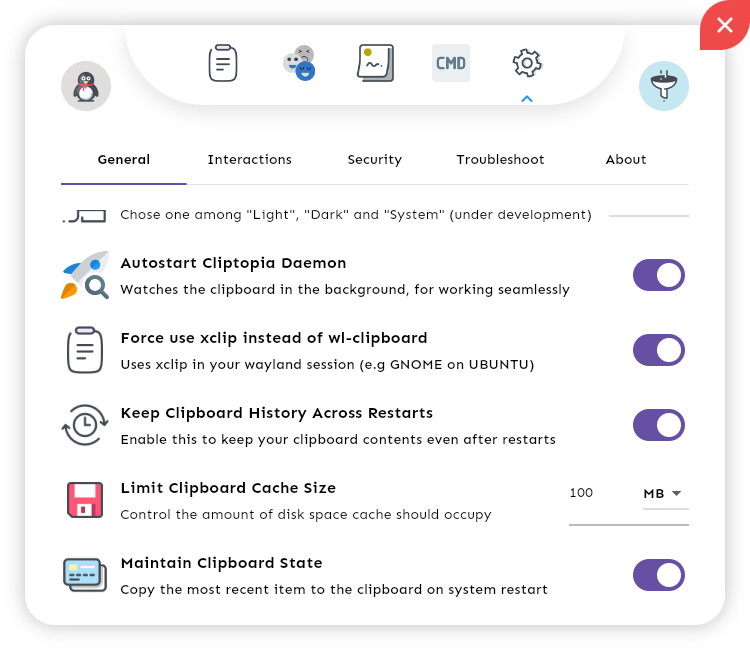 CMD
General Interactions Security Troubleshoot About
Chose one among "Light", "Dark" and "System" (under development)
Autostart Cliptopia Daemon
Watches the clipboard in the background, for working seamlessly
Force use xclip instead of wl-clipboard
Uses xclip in your wayland session (e.g GNOME on UBUNTU)
Keep Clipboard History Across Restarts
Enable this to keep your clipboard contents even after restarts
Limit Clipboard Cache Size
100 MB
Control the amount of disk space cache should occupy
Maintain Clipboard State
Copy the most recent item to the clipboard on system restart